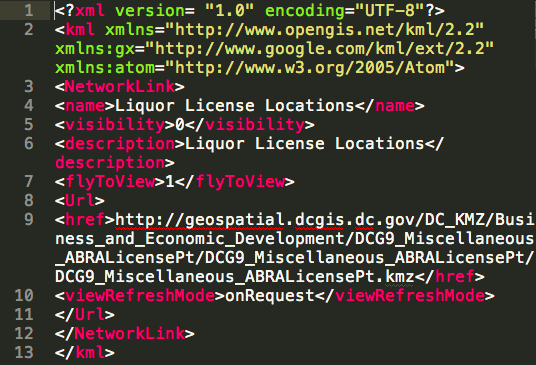 1 <?xml version= "1.0" encoding="UTF-8"?>
2 <kml xmlns="http://www.opengis.net/kml/2.2"
xmlns:gx="http://www.google.com/kml/ext/2.2"
xmlns:atom="http://www.w3.org/2005/Atom">
3 <NetworkLink>
4 <name>Liquor License Locations</name>
5 <visibility>0</visibility>
6 <description>Liquor License Locations</
description>
7 <flyToView>1</flyToView>
8 <Url>
9 <href>http://geospatial.dcgis.dc.gov/DC_KMZ/Busi
ness_and_Economic_Development/DCG9_Miscellaneous
_ABRALicensePt/DCG9_Miscellaneous_ABRALicensePt/
DCG9_Miscellaneous_ABRALicensePt.kmz</href>
10 <viewRefreshMode>onRequest</viewRefreshMode>
11 </Url>
12 </NetworkLink>
13 </kml>